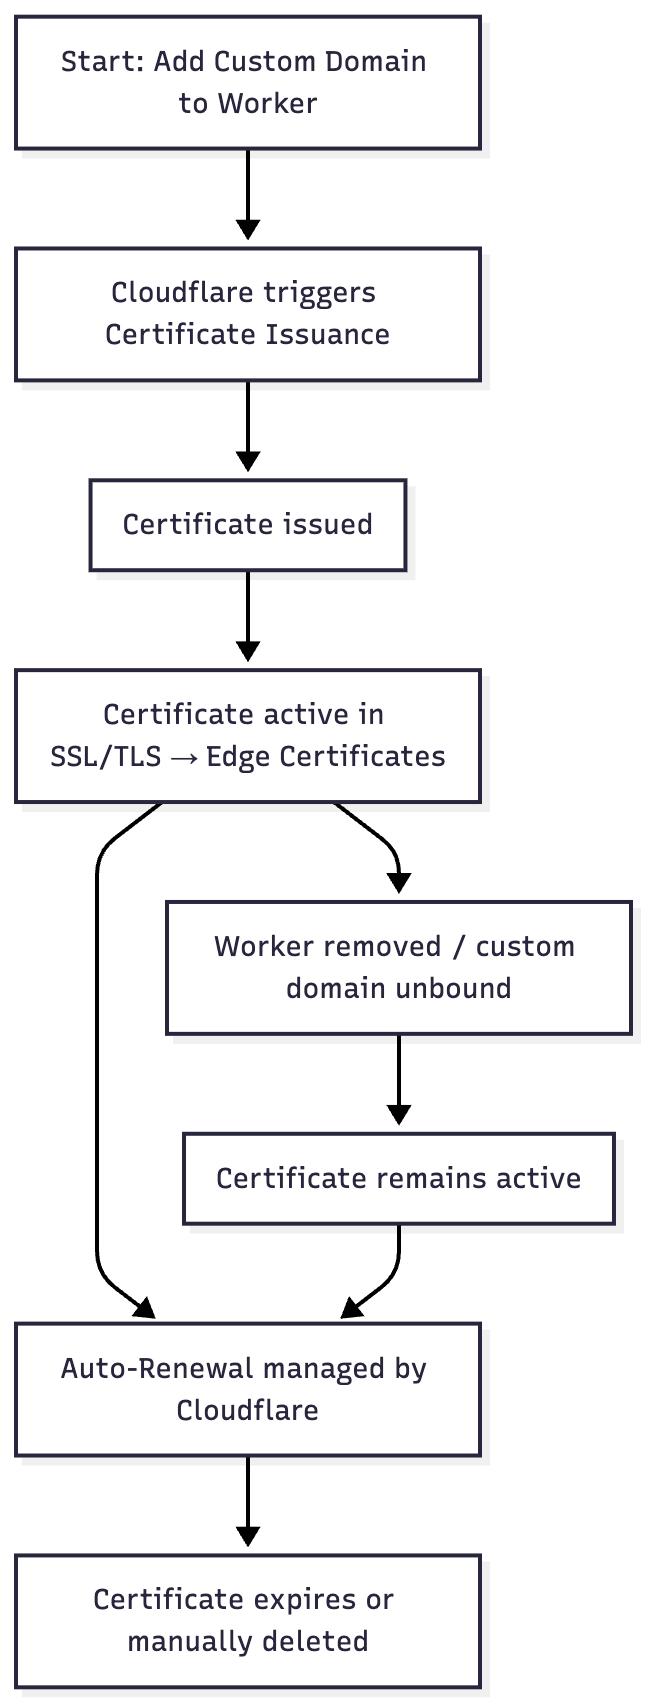 Start: Add Custom Domain
to Worker
Cloudflare triggers
Certificate Issuance
Certificate issued
Certificate active in
SSL/TLS → Edge Certificates
Worker removed / custom
domain unbound
Certificate remains active
Auto-Renewal managed by
Cloudflare
Certificate expires or
manually deleted